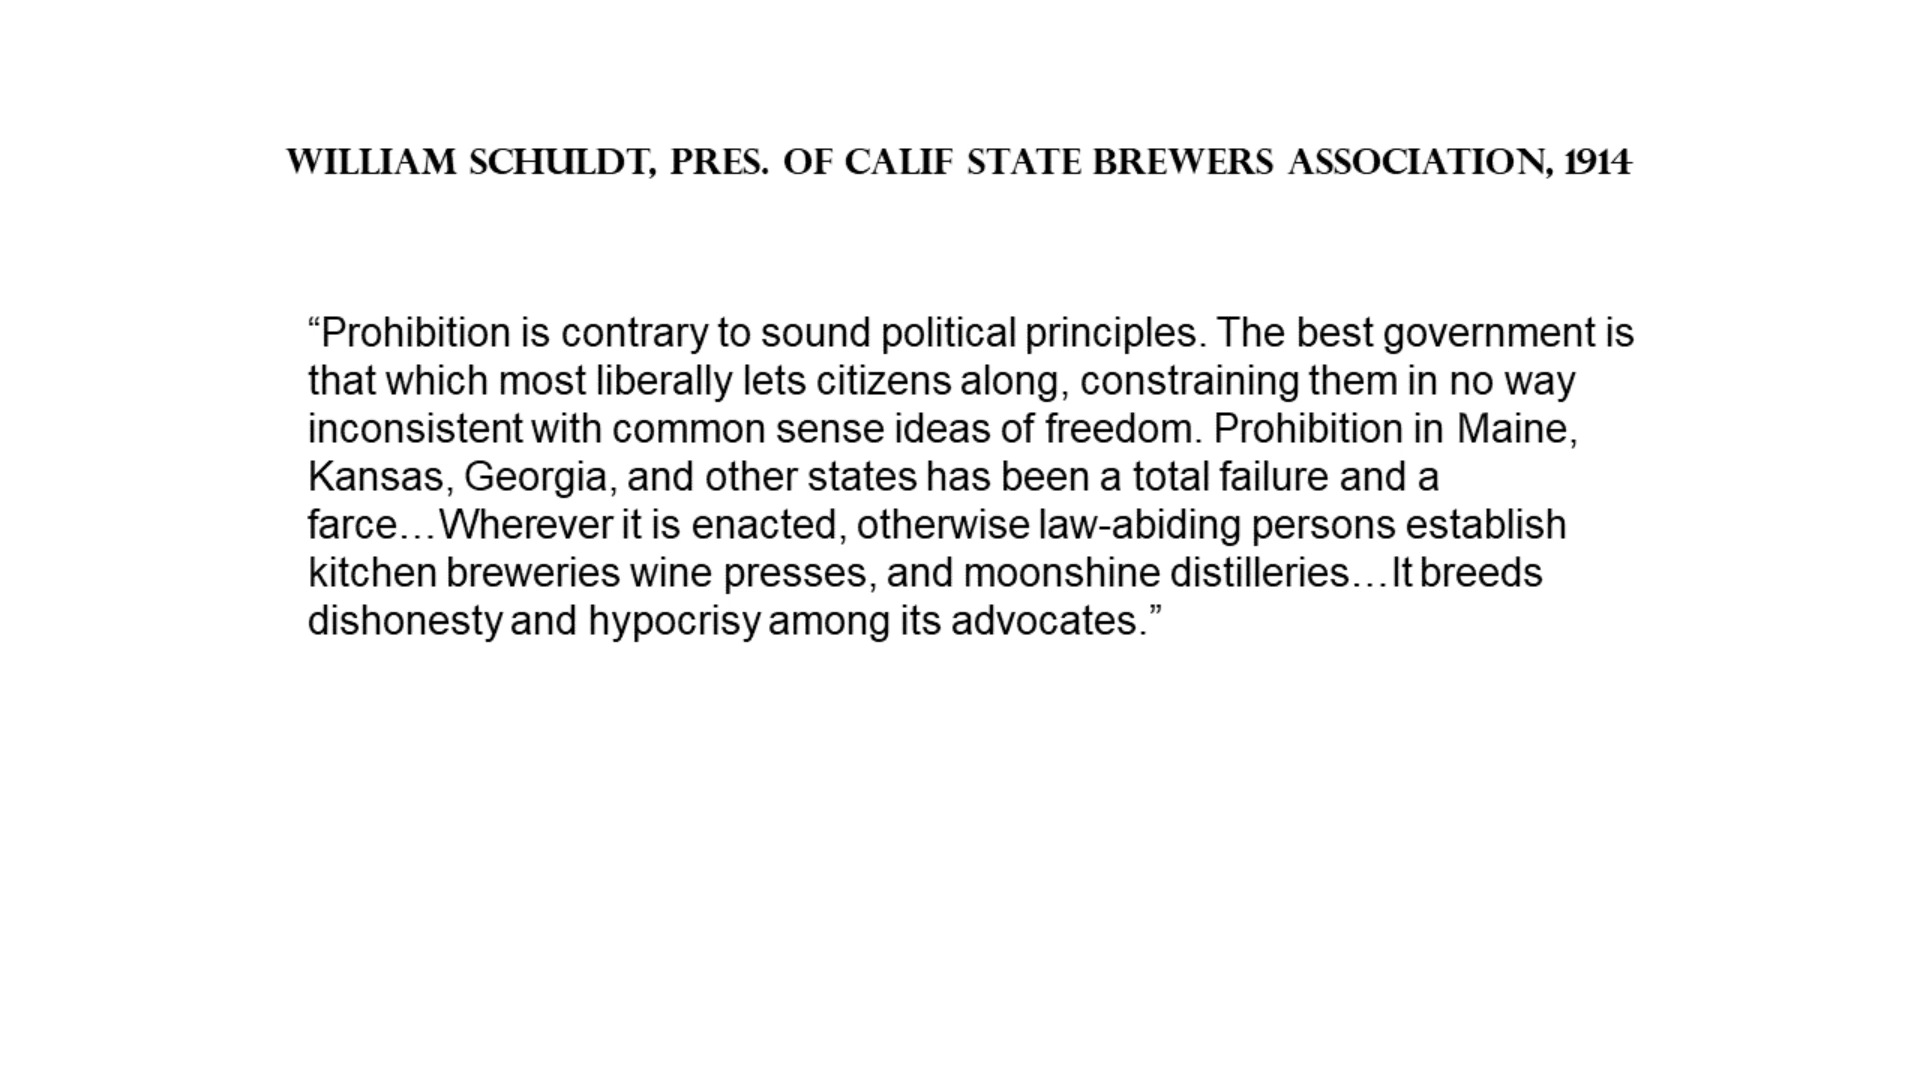 WILLIAM SCHULDT, PRES. OF CALIF STATE BREWERS ASSOCIATION, 1914
“Prohibition is contrary to sound political principles. The best government is
that which most liberally lets citizens along, constraining them in no way
inconsistent with common sense ideas of freedom. Prohibition in Maine,
Kansas, Georgia, and other states has been a total failure and a
farce…Wherever it is enacted, otherwise law-abiding persons establish
kitchen breweries wine presses, and moonshine distilleries…It breeds
dishonesty and hypocrisy among its advocates.”